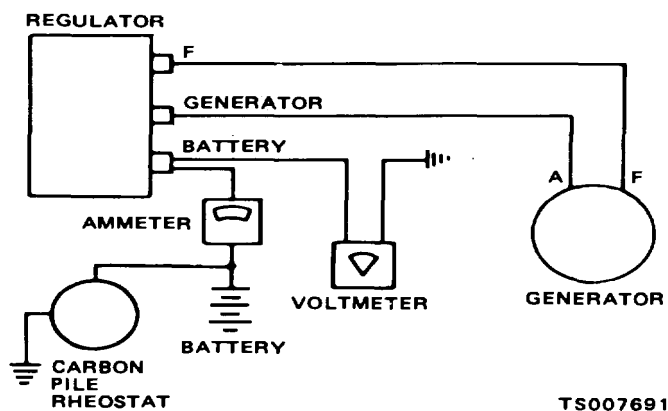 REGULATOR
F
GENERATOR
BATTERY
A F
AMMETER
VOLTMETER
GENERATOR
BATTERY
CARBON
PILE
RHEOSTAT
TS007691